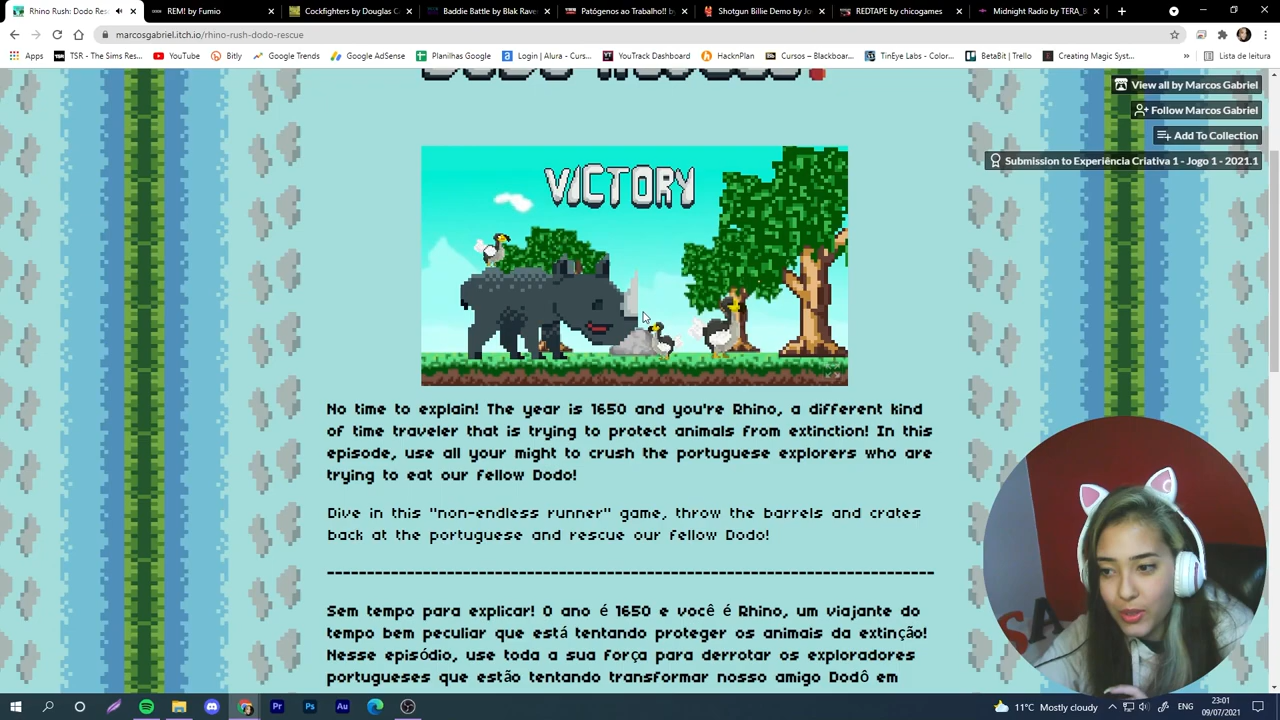 Rhino Rush: Dodo Res
REM! by Fumio
Cockfighters by Douglas C
Baddie Battle by Blak Raven
Patógenos ao Trabalho!! b
Shotgun Billie Demo by Jo
REDTAPE by chicogames
Midnight Radio by TERA_B
marcosgabriel.itch.io/rhino-rush-dodo-rescue
Apps
TSR - The Sims Res...
YouTube
Bitly
Google Trends
Google AdSense
Planilhas Google
Login | Alura - Curs...
YouTrack Dashboard
HacknPlan
Cursos – Blackboar...
TinEye Labs - Color...
BetaBit | Trello
Creating Magic Syst...
»
Lista de leitura
View all by Marcos Gabriel
Follow Marcos Gabriel
Add To Collection
Submission to Experiência Criativa 1 - Jogo 1 - 2021.1
VICTORY
No time to explain! The year is 1650 and you're Rhino, a different kind
of time traveler that is trying to protect animals from extinction! In this
episode, use all your might to crush the portuguese explorers who are
trying to eat our fellow Dodo!
Dive in this "non-endless runner" game, throw the barrels and crates
back at the portuguese and rescue our fellow Dodo!
--------------------------------------------------------------------------
Sem tempo para explicar! O ano é 1650 e você é Rhino, um viajante do
tempo bem peculiar que está tentando proteger os animais da extinção!
Nesse episódio, use toda a sua força para derrotar os exploradores
portugueses que estão tentando transformar nosso amigo Dodô em
Pr
Ps
Au
11°C Mostly cloudy
ENG
23:01
09/07/2021